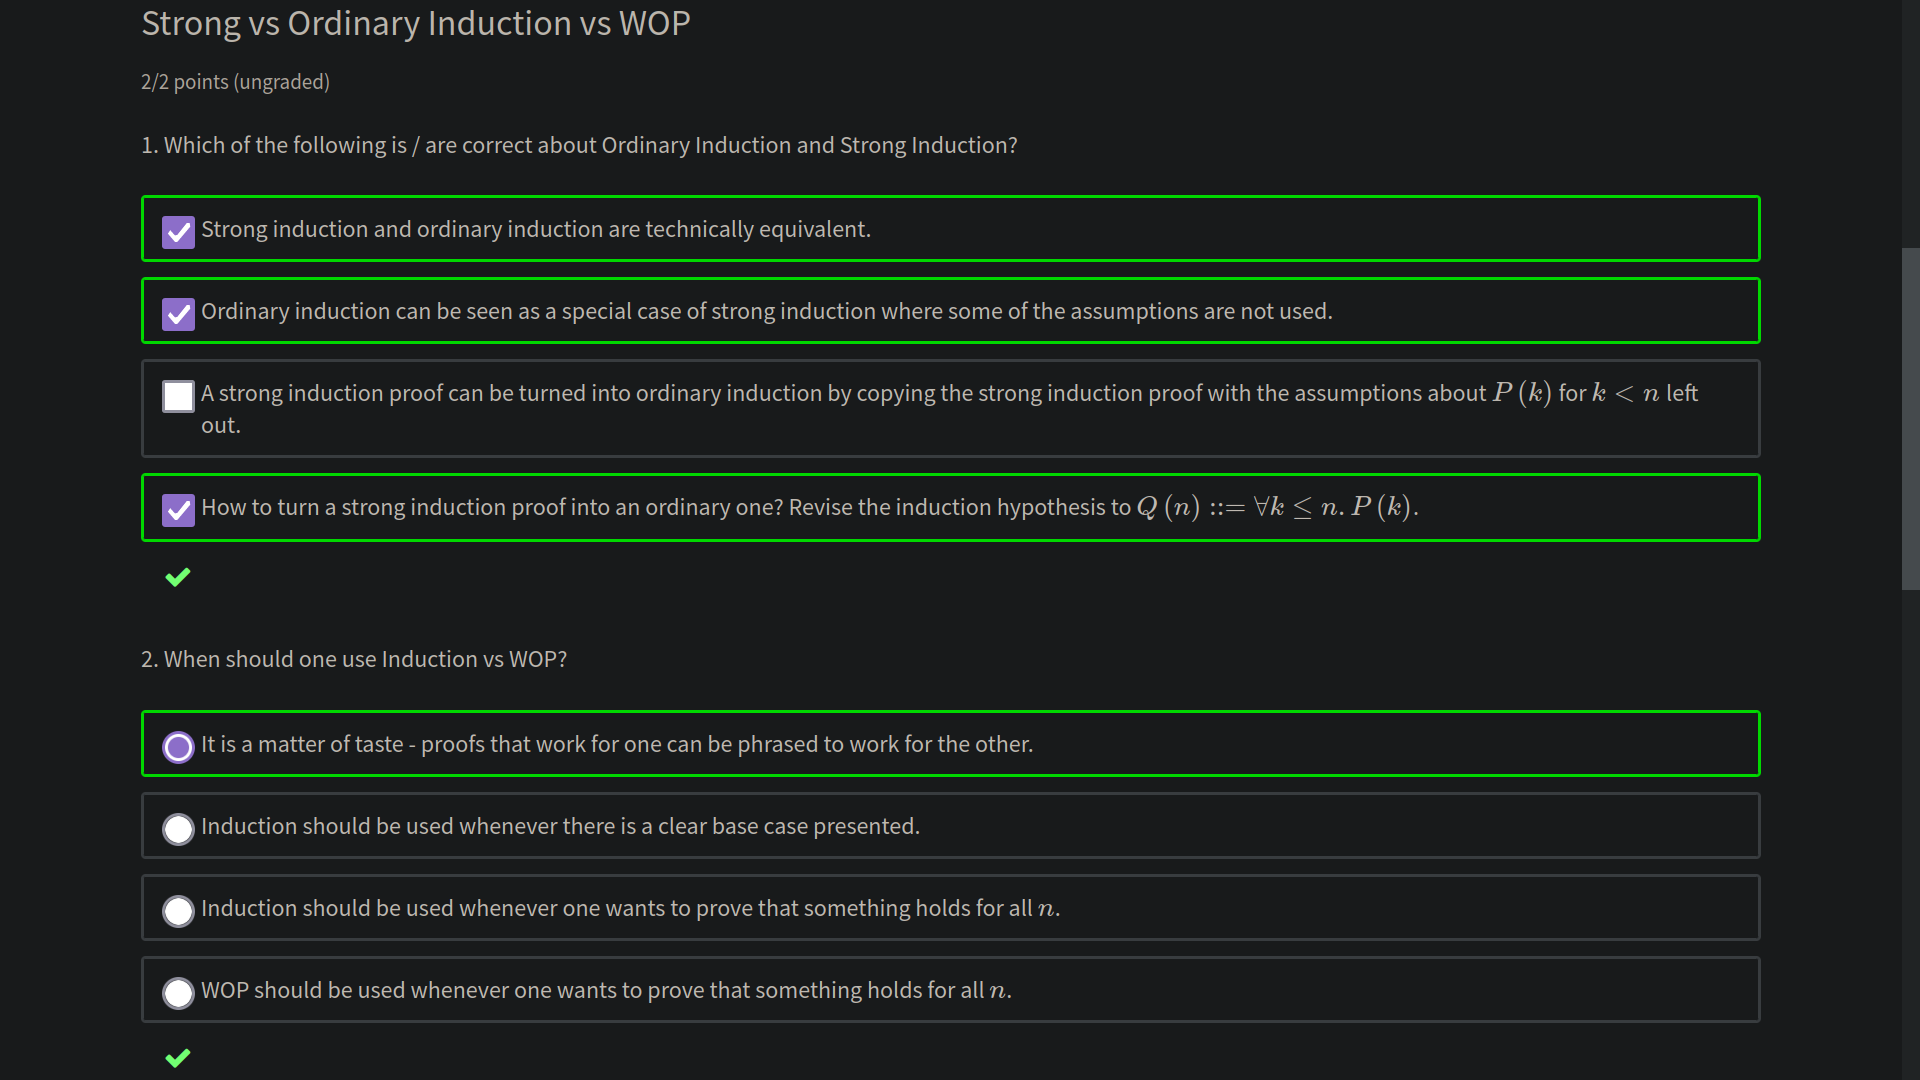 Strong vs Ordinary Induction vs WOP
2/2 points (ungraded)
1. Which of the following is / are correct about Ordinary Induction and Strong Induction?
Strong induction and ordinary induction are technically equivalent.
Ordinary induction can be seen as a special case of strong induction where some of the assumptions are not used.
A strong induction proof can be turned into ordinary induction by copying the strong induction proof with the assumptions about P (k) for k < n left
out.
How to turn a strong induction proof into an ordinary one? Revise the induction hypothesis to Q (n) ::= ∀k ≤ n. P (k).
2. When should one use Induction vs WOP?
It is a matter of taste - proofs that work for one can be phrased to work for the other.
Induction should be used whenever there is a clear base case presented.
Induction should be used whenever one wants to prove that something holds for all n.
WOP should be used whenever one wants to prove that something holds for all n.